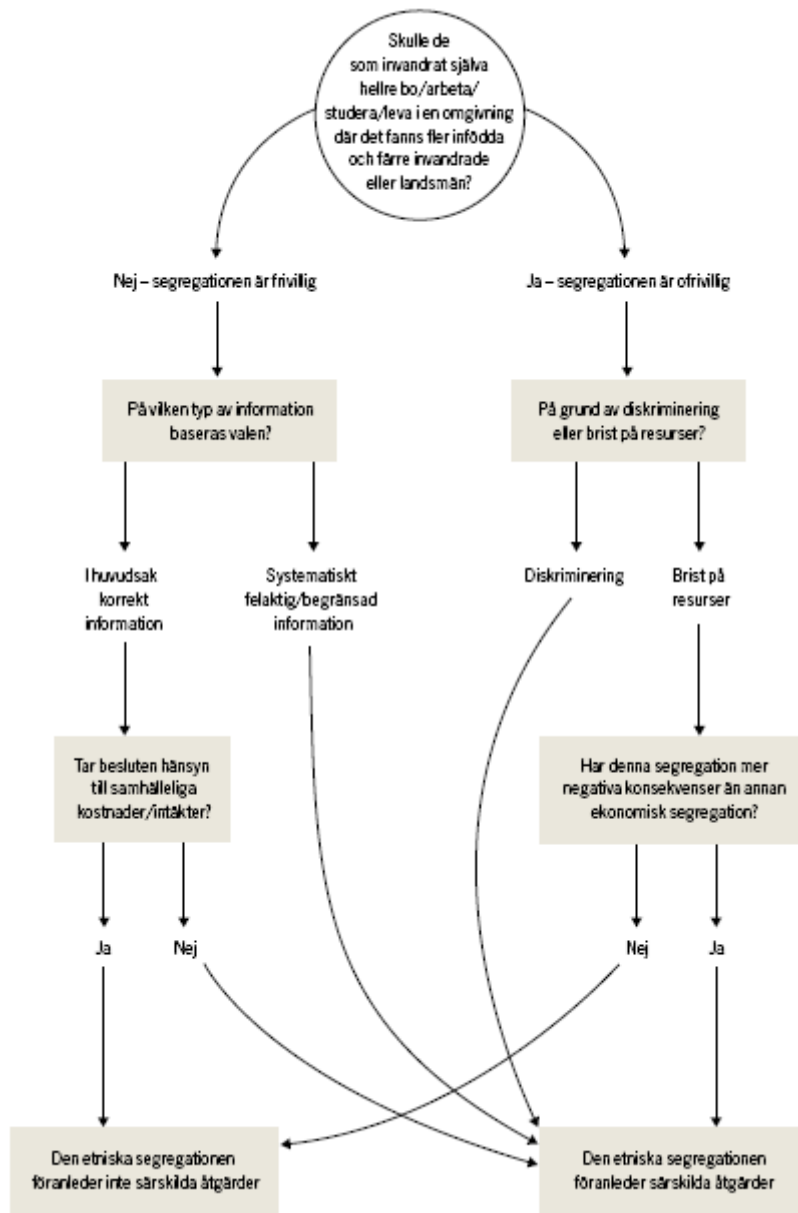 Skulle de
som invandrat själva
hellre bo/arbeta/
studera/leva i en omgivning
där det fanns fler infödda
och färre invandrade
eller landsmän?
Nej – segregationen är frivillig
Ja – segregationen är ofrivillig
På vilken typ av information
baseras valen?
På grund av diskriminering
eller brist på resurser?
I huvudsak
korrekt
information
Systematiskt
felaktig/begränsad
information
Diskriminering
Brist på
resurser
Tar besluten hänsyn
till samhälleliga
kostnader/intäkter?
Har denna segregation mer
negativa konsekvenser än annan
ekonomisk segregation?
Ja
Nej
Nej
Ja
Den etniska segregationen
föranleder inte särskilda åtgärder
Den etniska segregationen
föranleder särskilda åtgärder